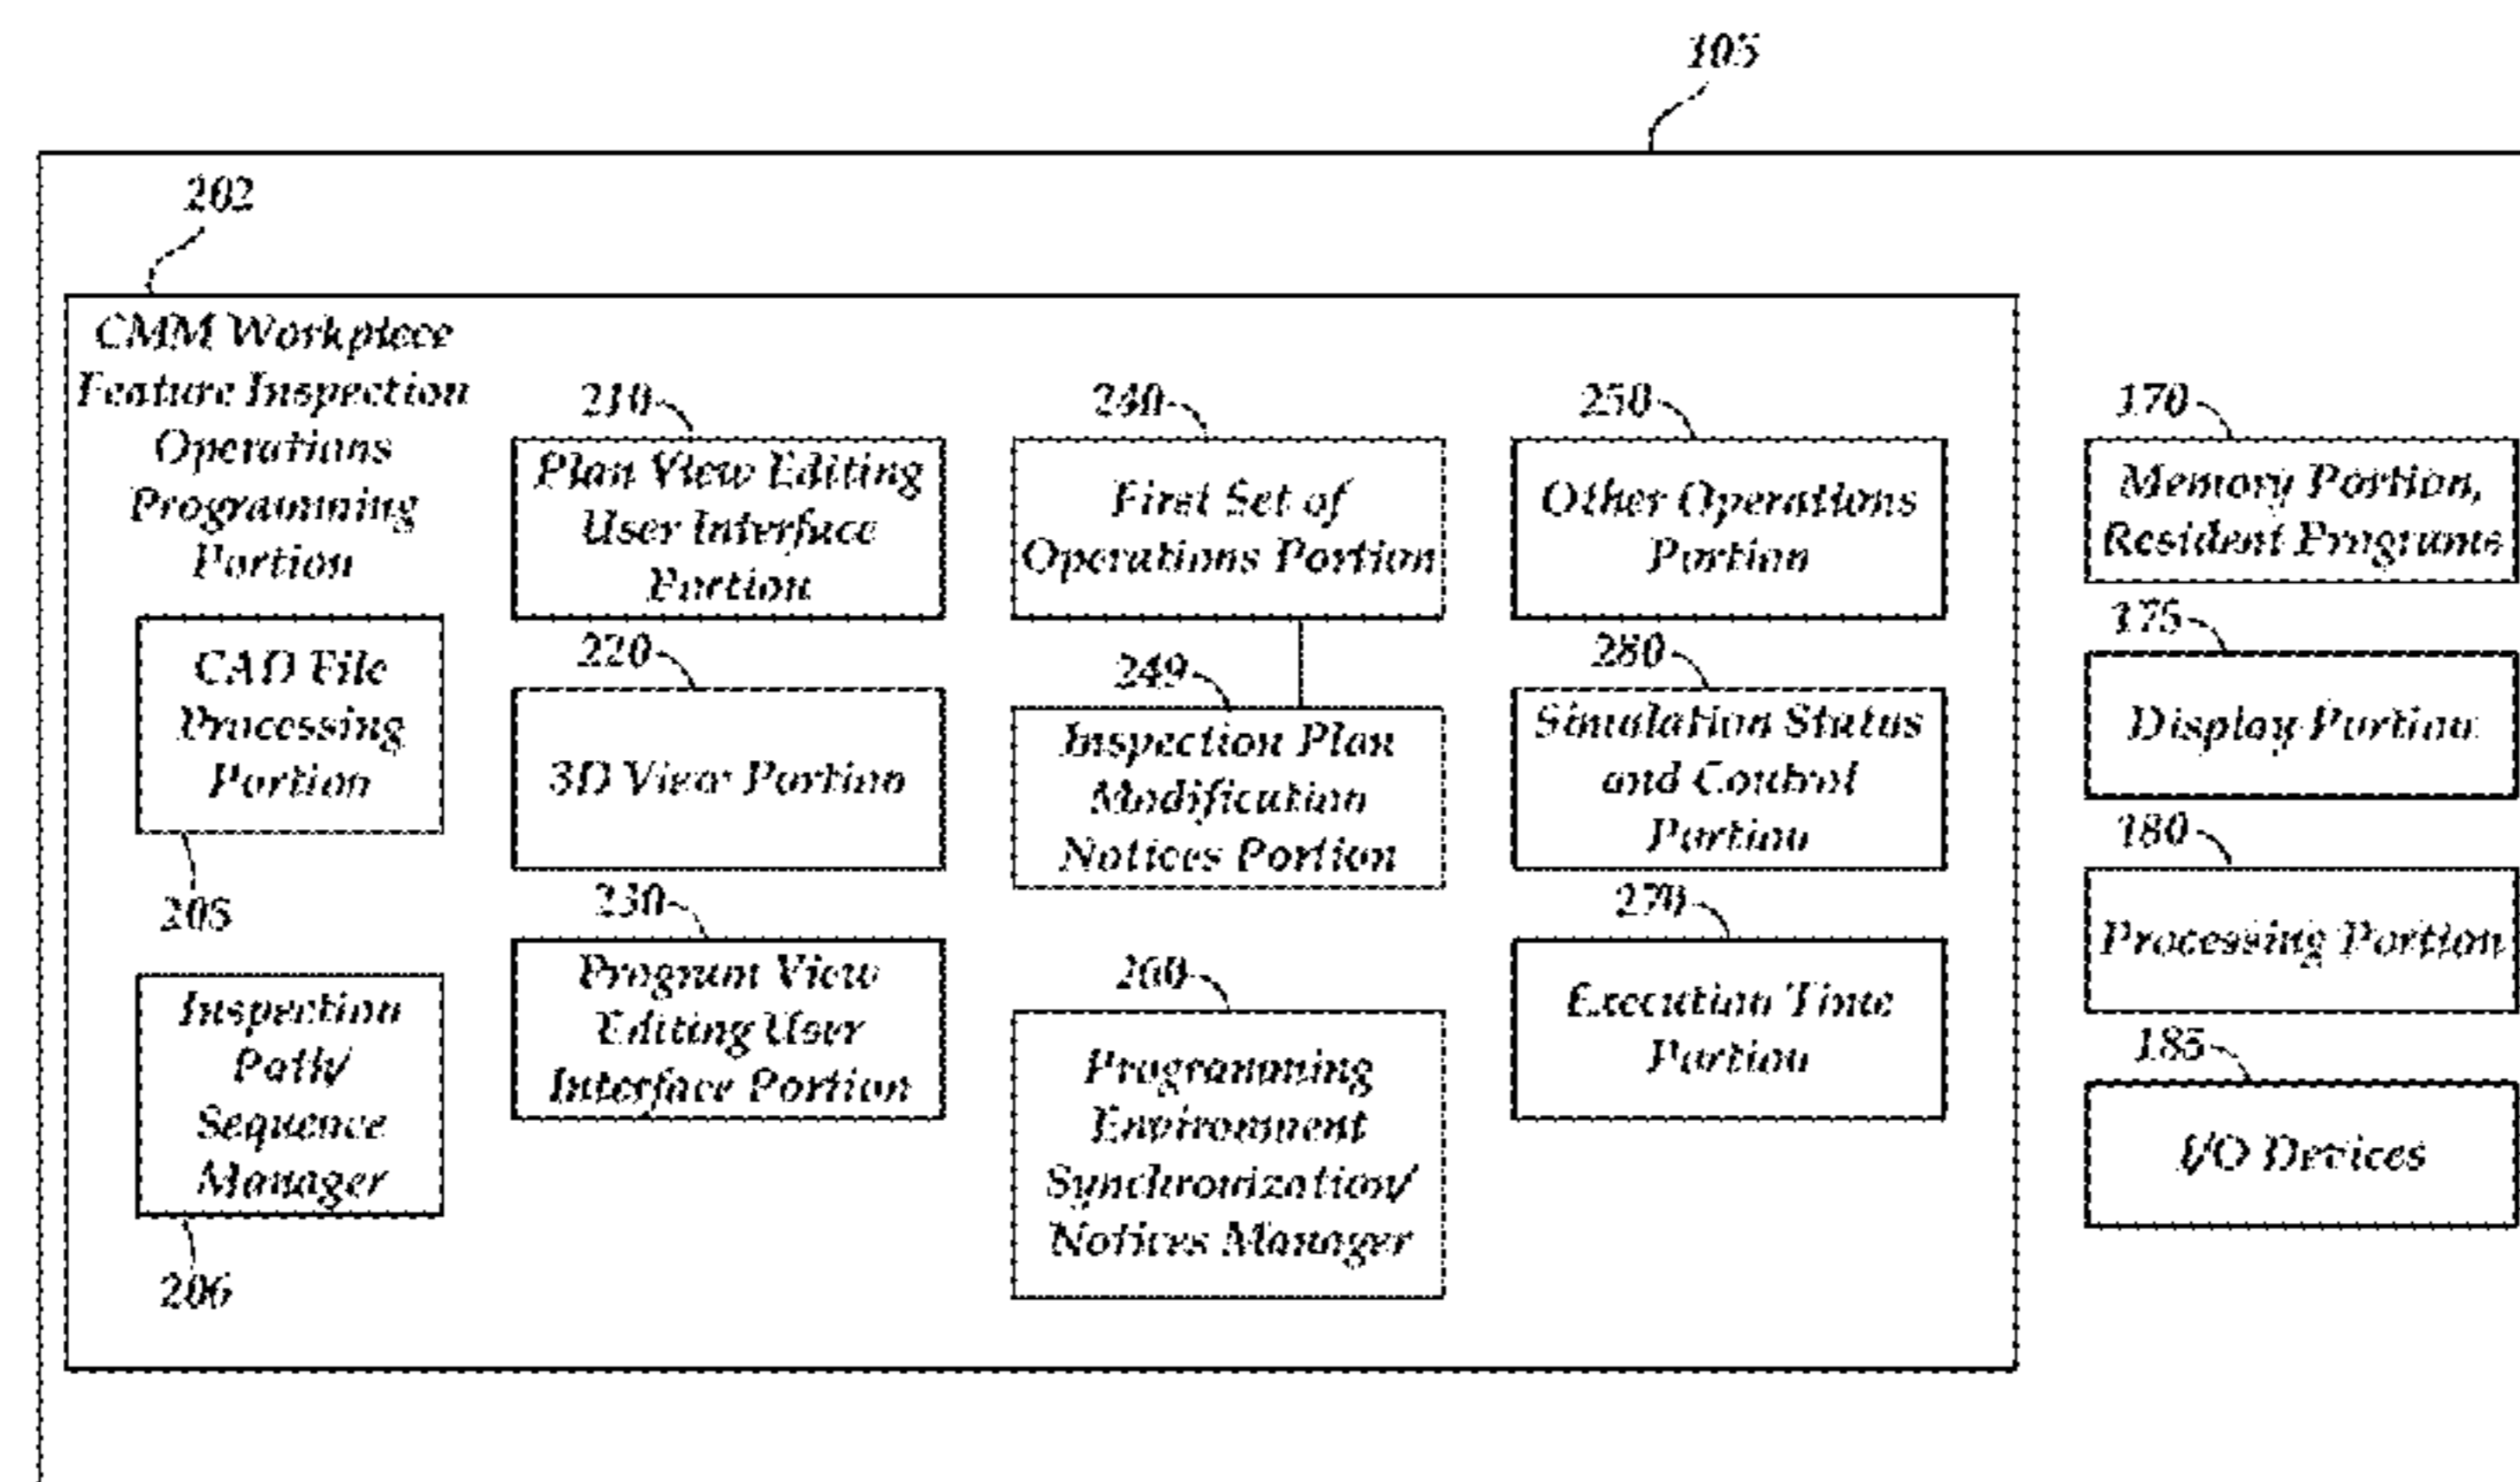 105
202
CMM Workpiece
Feature Inspection
Operations
Programming
Portion
CAD File
Processing
Portion
205
Inspection
Path/
Sequence
Manager
206
210
Plan View Editing
User Interface
Portion
220
3D View Portion
230
Program View
Editing User
Interface Portion
240
First Set of
Operations Portion
249
Inspection Plan
Modification
Notices Portion
260
Programming
Environment
Synchronization/
Notices Manager
250
Other Operations
Portion
280
Simulation Status
and Control
Portion
270
Execution Time
Portion
170
Memory Portion,
Resident Programs
175
Display Portion
180
Processing Portion
185
I/O Devices